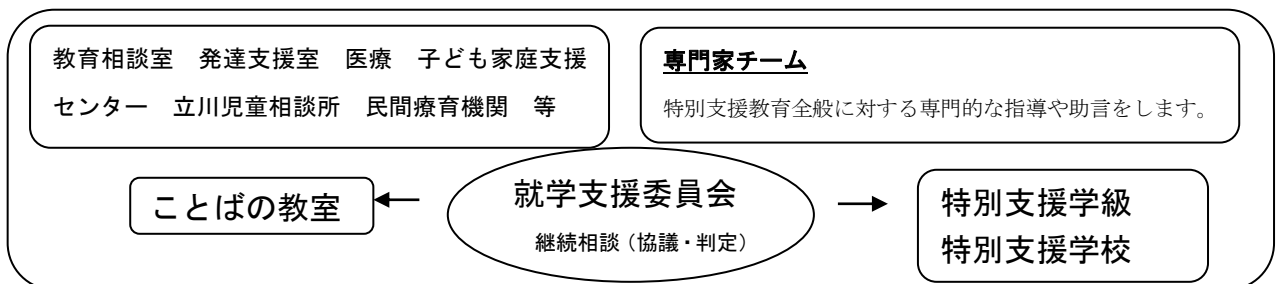 教育相談室　発達支援室　医療　子ども家庭支援
センター　立川児童相談所　民間療育機関　等
専門家チーム
特別支援教育全般に対する専門的な指導や助言をします。
ことばの教室
就学支援委員会
継続相談（協議・判定）
特別支援学級
特別支援学校